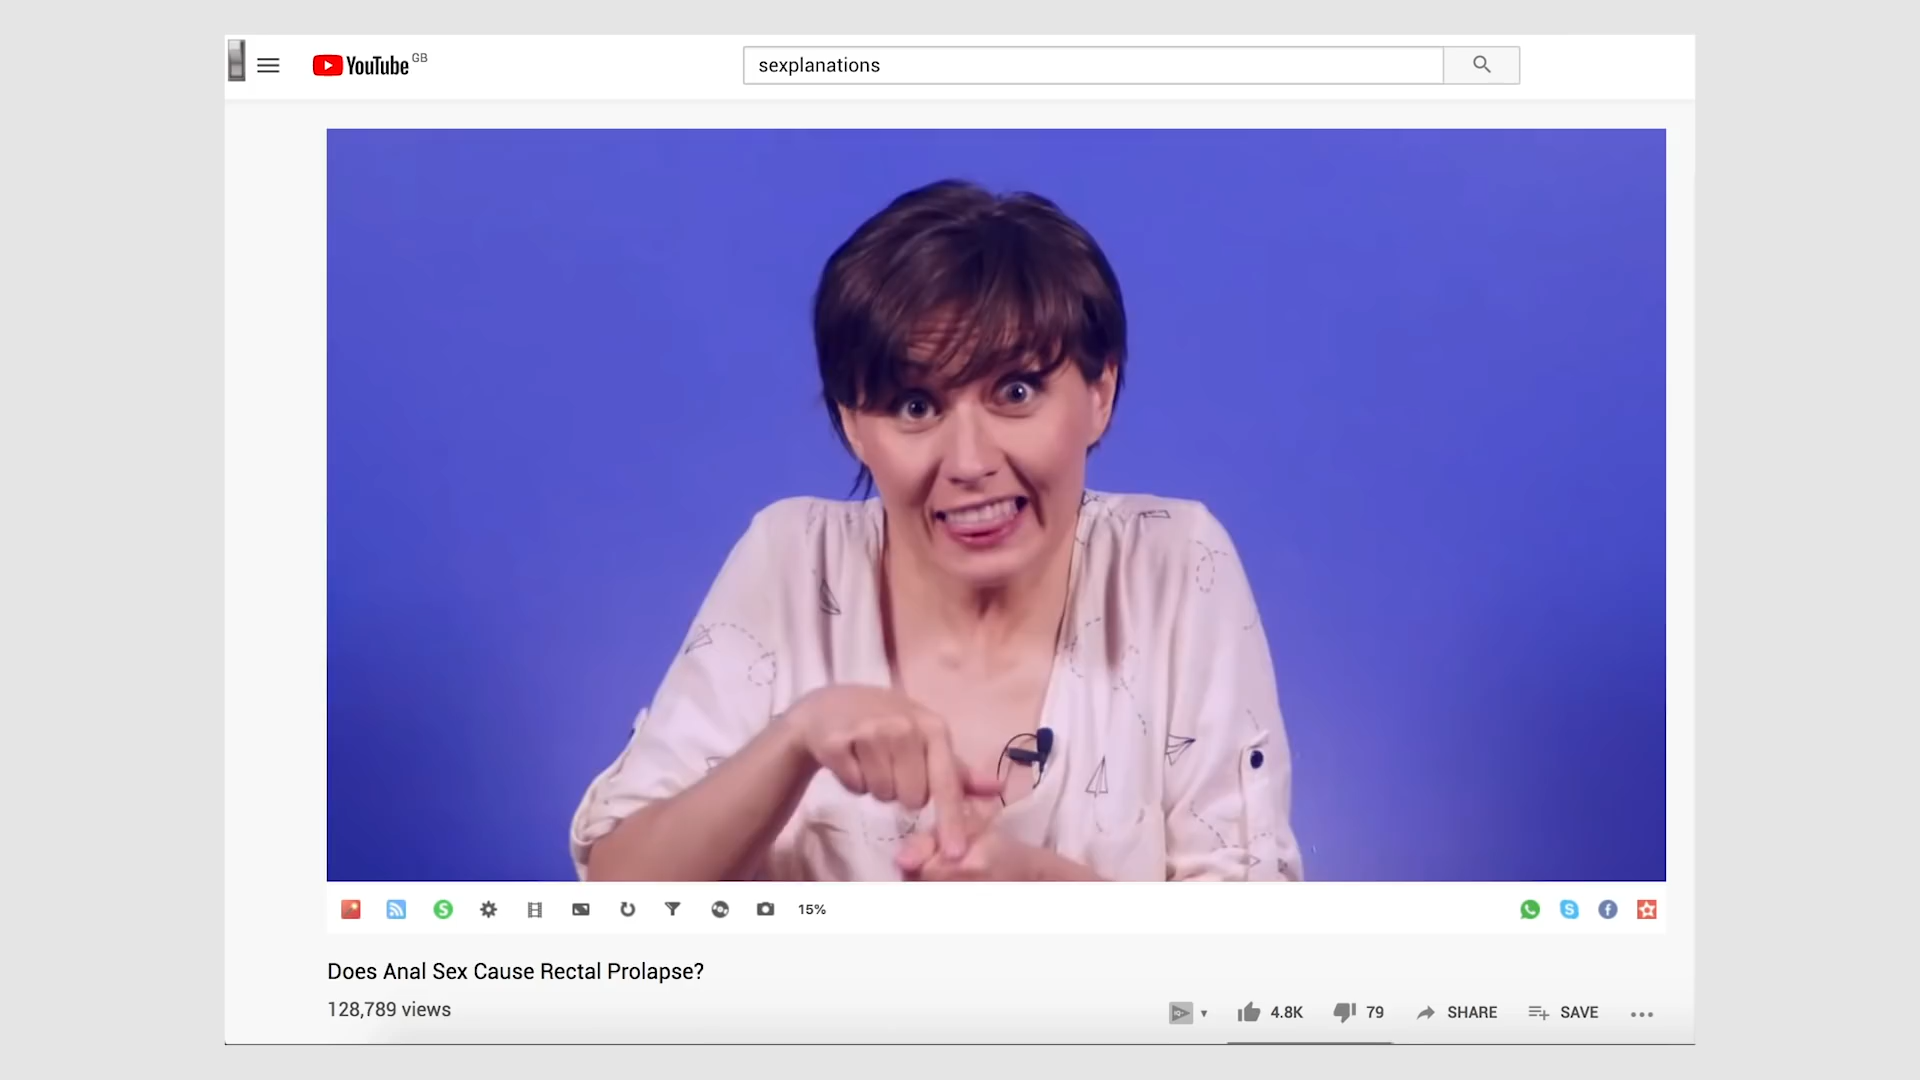 YouTube GB
sexplanations
15%
Does Anal Sex Cause Rectal Prolapse?
128,789 views
4.8K
79
SHARE
SAVE